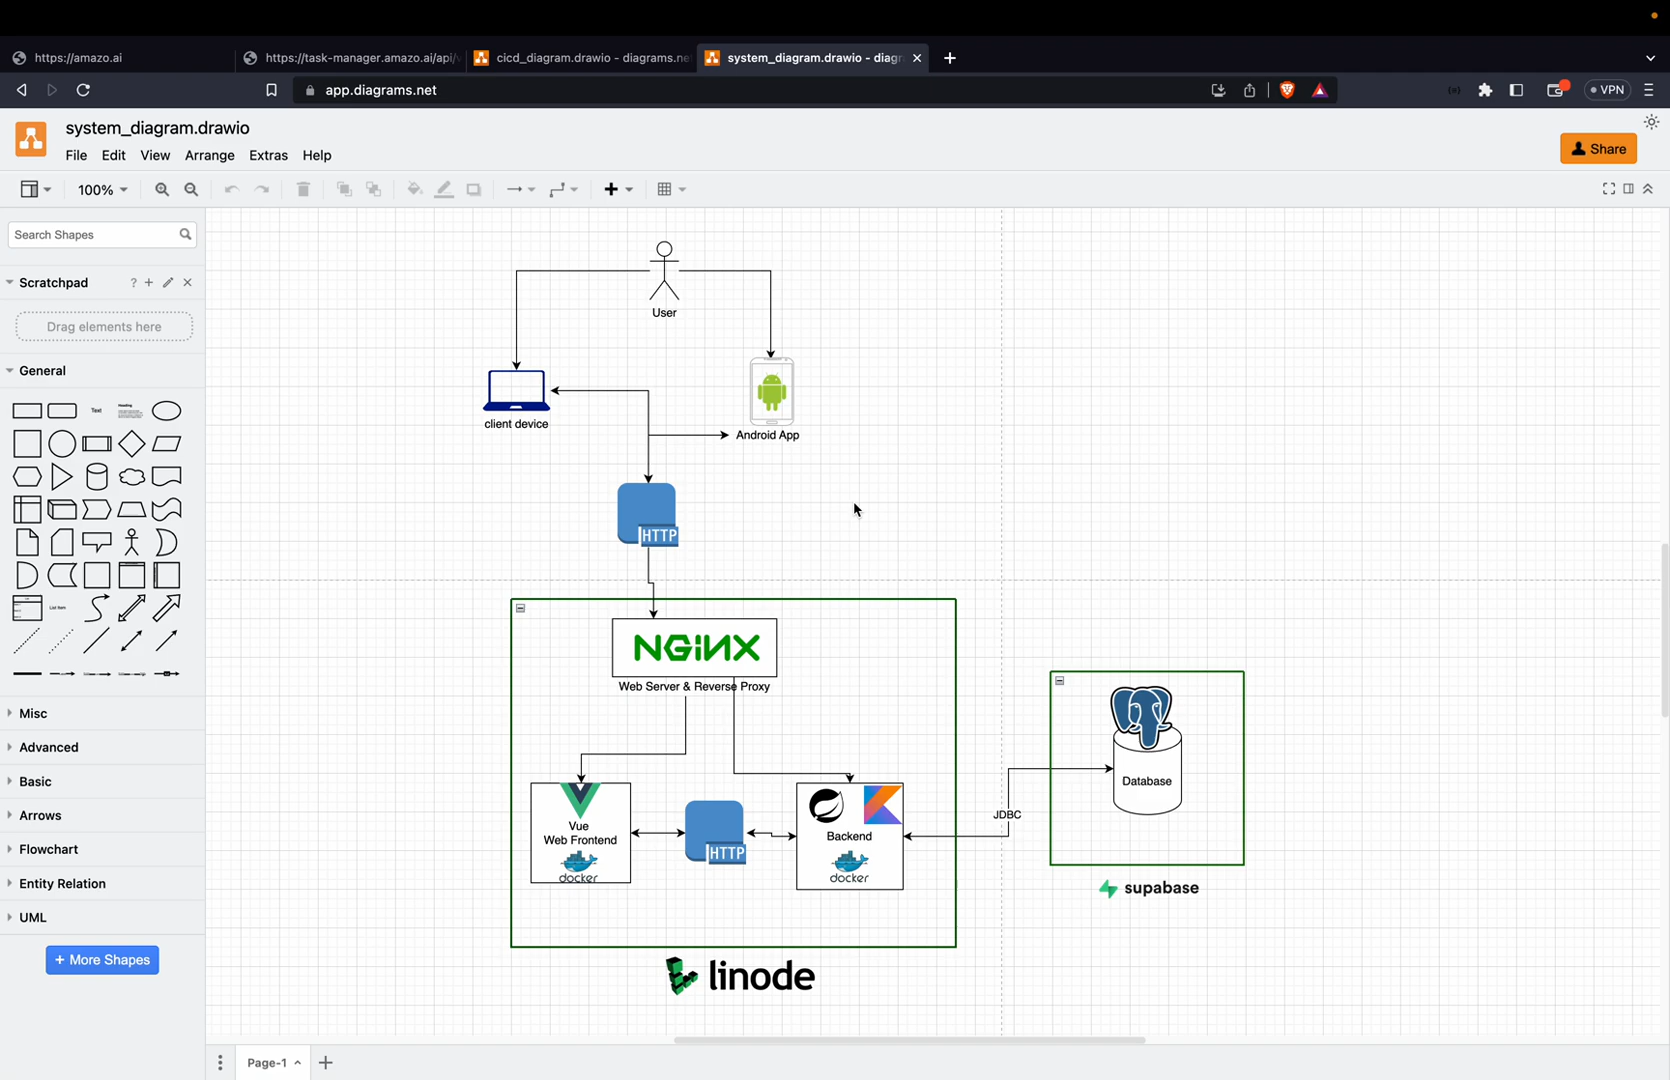 https://amazo.ai
https://task-manager.amazo.ai/api/
cicd_diagram.drawio - diagrams.ne
system_diagram.drawio - diagr
app.diagrams.net
VPN
system_diagram.drawio
File Edit View Arrange Extras Help
Share
100%
Search Shapes
Scratchpad
?
Drag elements here
General
Text
Heading
List Item
Misc
Advanced
Basic
Arrows
Flowchart
Entity Relation
UML
+ More Shapes
User
client device
Android App
HTTP
NGINX
Web Server & Reverse Proxy
Vue
Web Frontend
docker
HTTP
Backend
docker
JDBC
Database
supabase
linode
Page-1